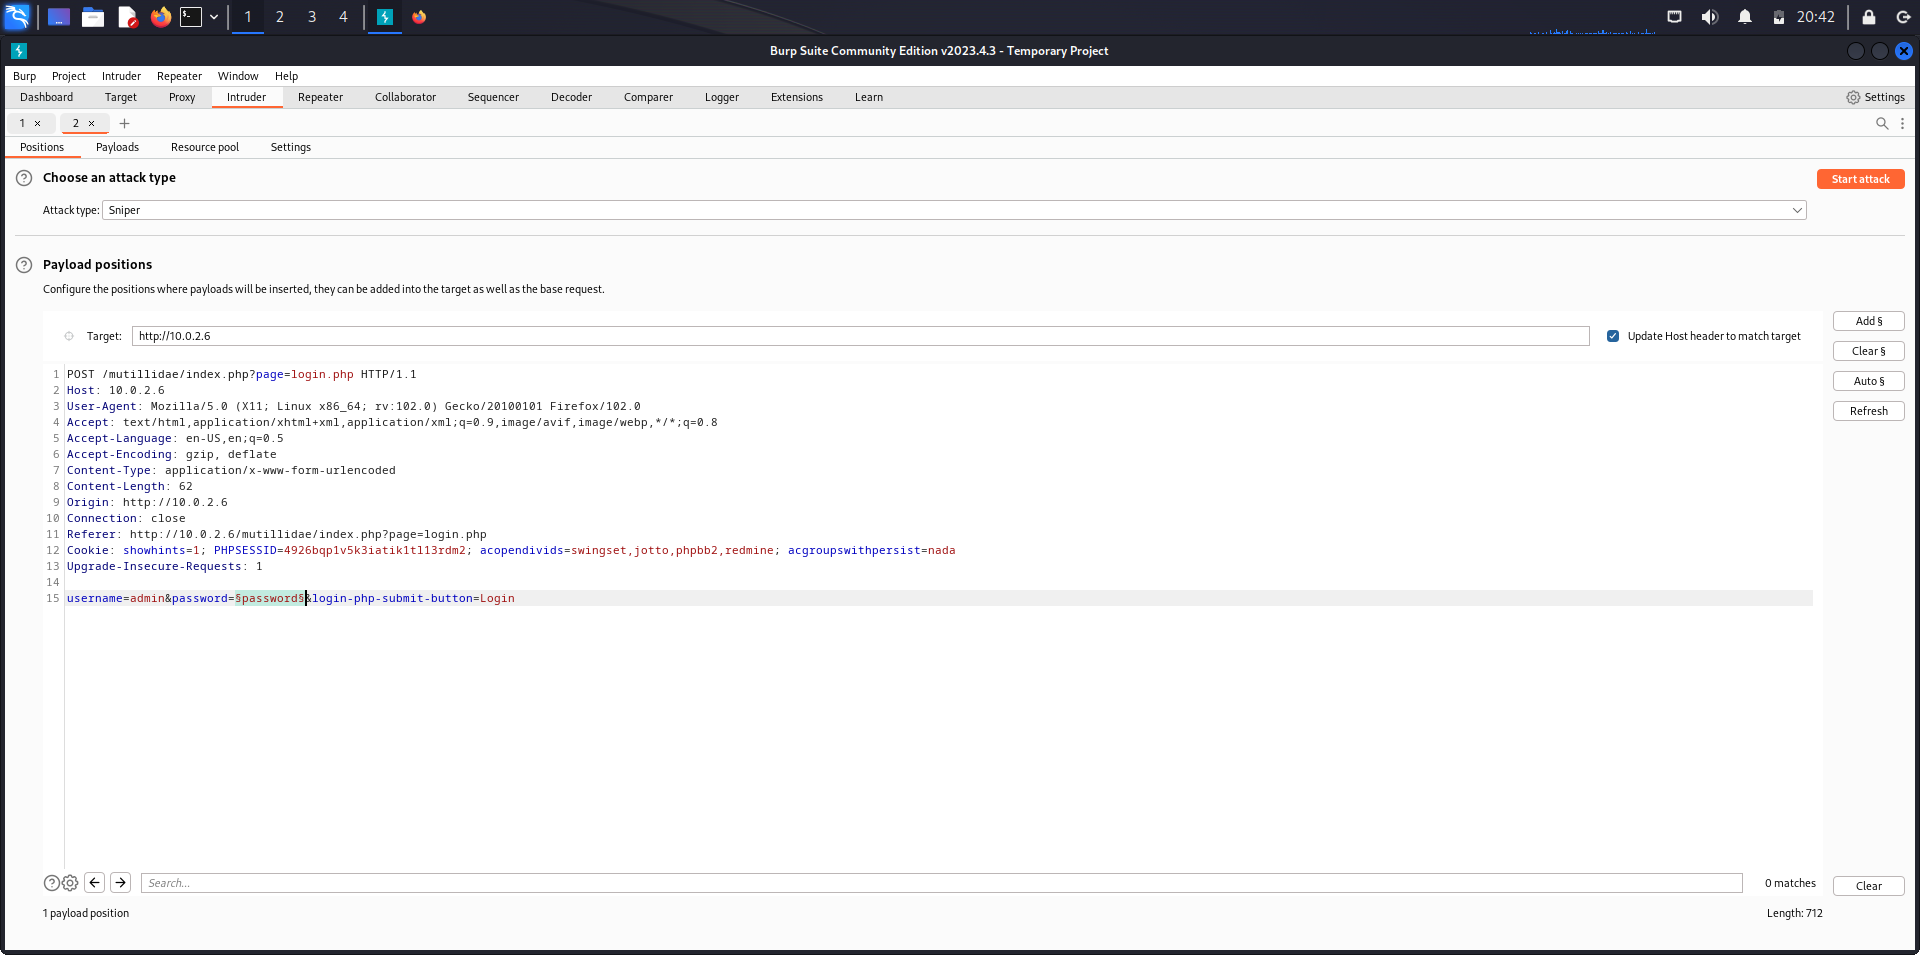 1 2 3 4 20:42
Burp Suite Community Edition v2023.4.3 - Temporary Project
Burp Project Intruder Repeater Window Help
Dashboard Target Proxy Intruder Repeater Collaborator Sequencer Decoder Comparer Logger Extensions Learn Settings
1 × 2 × +
Positions Payloads Resource pool Settings
? Choose an attack type Start attack
Attack type: Sniper
? Payload positions
Configure the positions where payloads will be inserted, they can be added into the target as well as the base request.
Target: http://10.0.2.6 Update Host header to match target
Add §
Clear §
Auto §
Refresh
1 POST /mutillidae/index.php?page=login.php HTTP/1.1
2 Host: 10.0.2.6
3 User-Agent: Mozilla/5.0 (X11; Linux x86_64; rv:102.0) Gecko/20100101 Firefox/102.0
4 Accept: text/html,application/xhtml+xml,application/xml;q=0.9,image/avif,image/webp,*/*;q=0.8
5 Accept-Language: en-US,en;q=0.5
6 Accept-Encoding: gzip, deflate
7 Content-Type: application/x-www-form-urlencoded
8 Content-Length: 62
9 Origin: http://10.0.2.6
10 Connection: close
11 Referer: http://10.0.2.6/mutillidae/index.php?page=login.php
12 Cookie: showhints=1; PHPSESSID=4926bqp1v5k3iatik1tl13rdm2; acopendivids=swingset,jotto,phpbb2,redmine; acgroupswithpersist=nada
13 Upgrade-Insecure-Requests: 1
14
15 username=admin&password=§password§&login-php-submit-button=Login
? Search... 0 matches Clear
1 payload position Length: 712